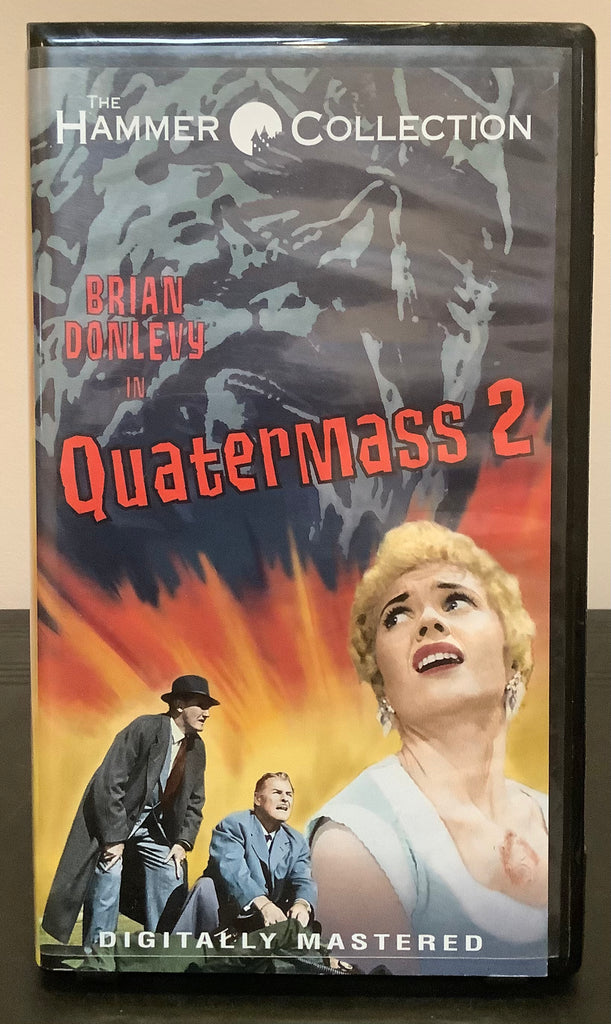 THE
HAMMER COLLECTION
BRIAN
DONLEVY
IN
QUATERMASS 2
DIGITALLY MASTERED